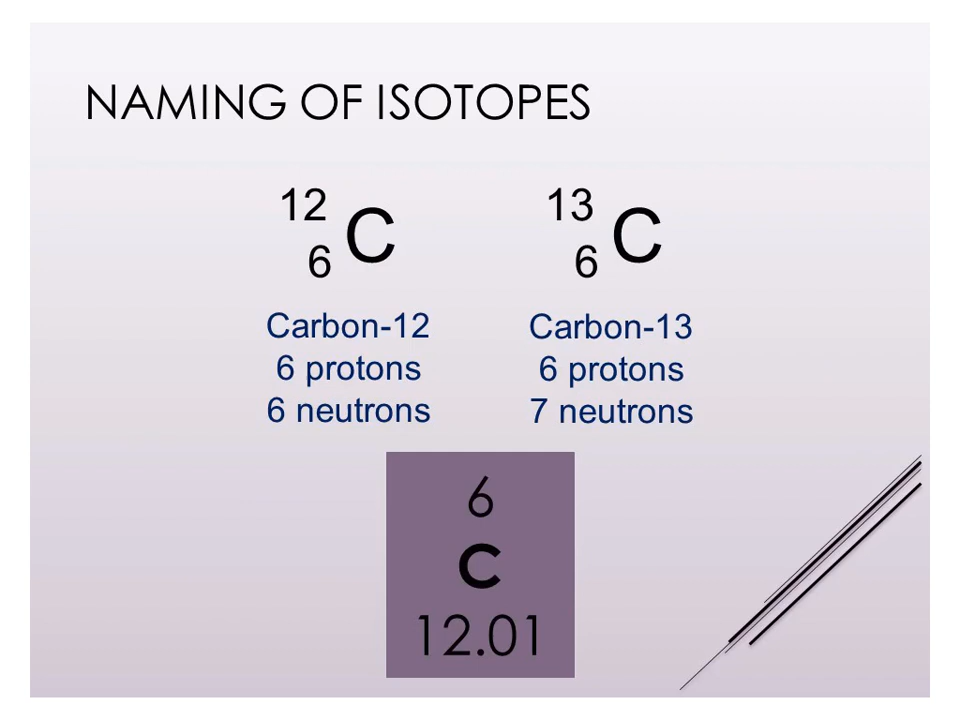 NAMING OF ISOTOPES
12 13
C C
6 6
Carbon-12 Carbon-13
6 protons 6 protons
6 neutrons 7 neutrons
6
C
12.01